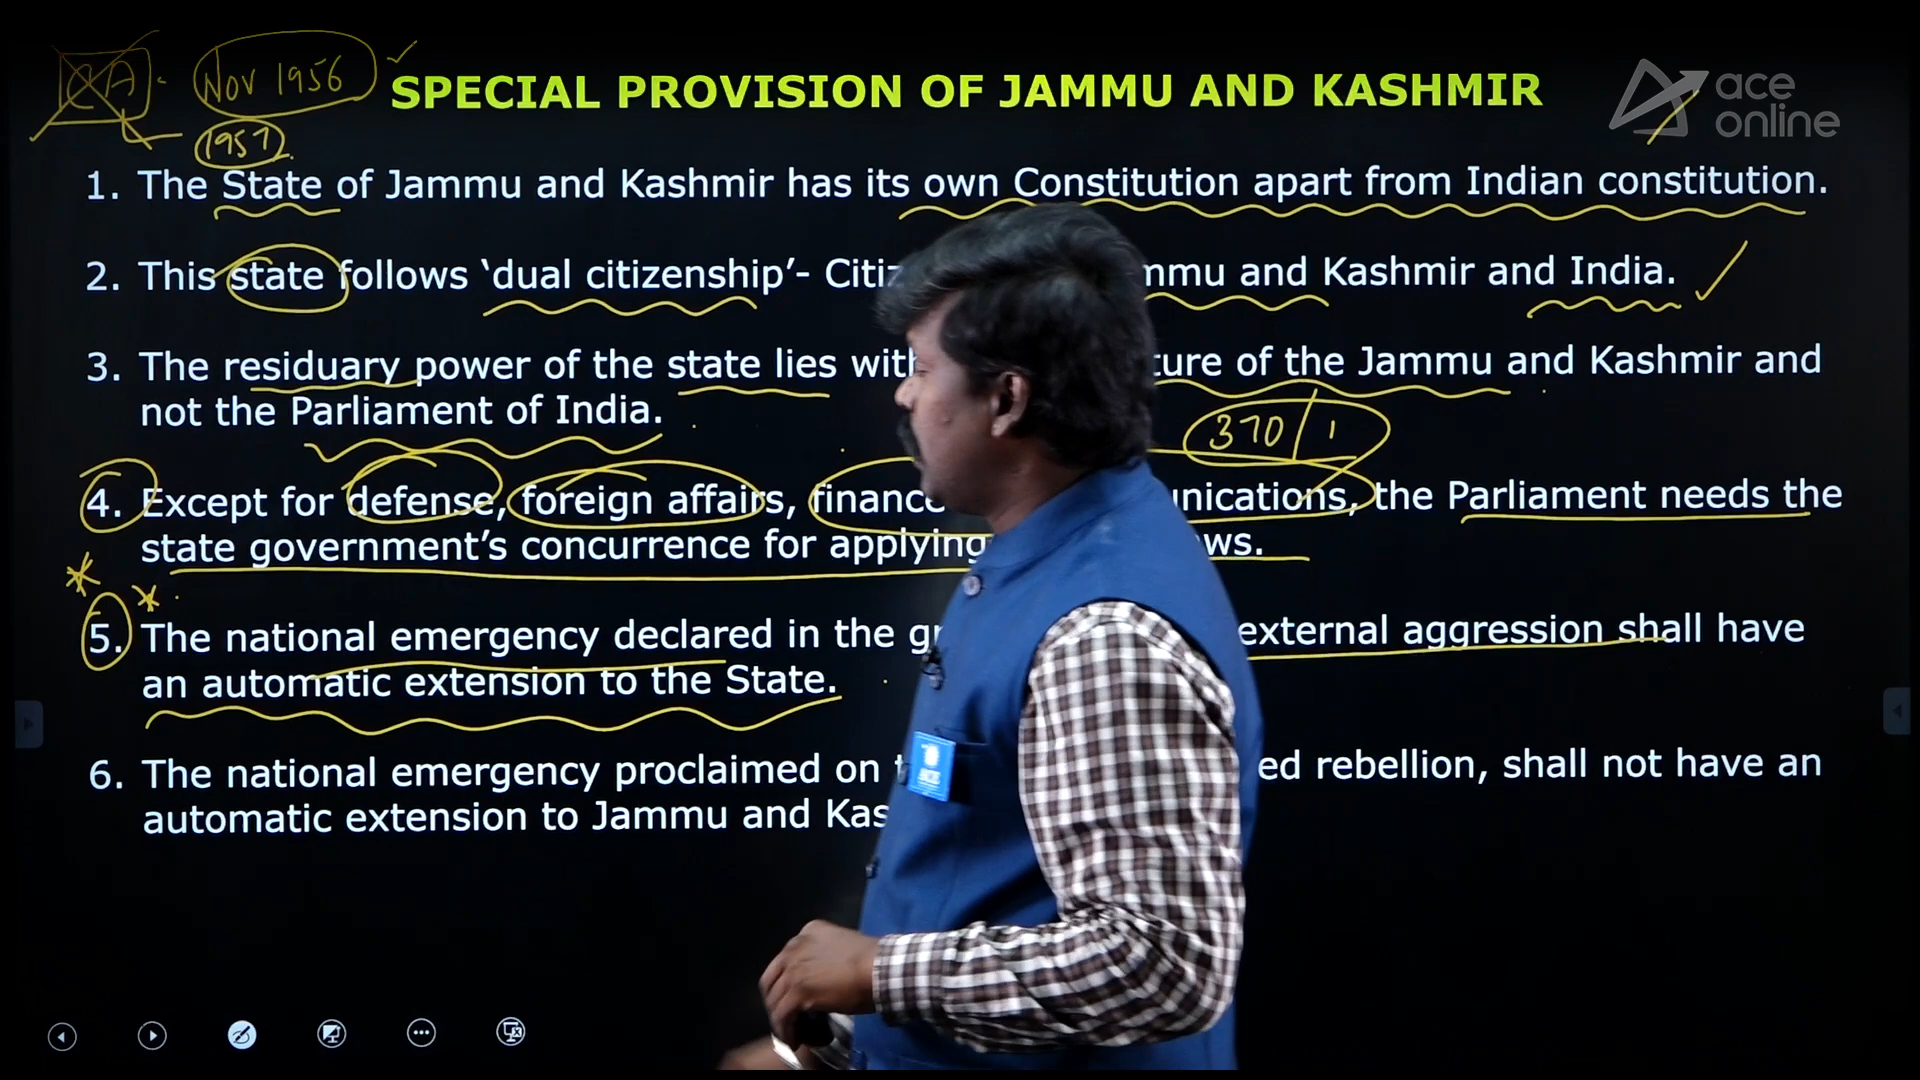 CA - Nov 1956
SPECIAL PROVISION OF JAMMU AND KASHMIR
ace
online
1957
1. The State of Jammu and Kashmir has its own Constitution apart from Indian constitution.
2. This state follows ‘dual citizenship’- Citiz mmu and Kashmir and India.
3. The residuary power of the state lies with ture of the Jammu and Kashmir and
not the Parliament of India.
370/1
4. Except for defense, foreign affairs, finance nications, the Parliament needs the
state government’s concurrence for applying ws.
5. The national emergency declared in the gr external aggression shall have
an automatic extension to the State.
6. The national emergency proclaimed on t ed rebellion, shall not have an
automatic extension to Jammu and Kas